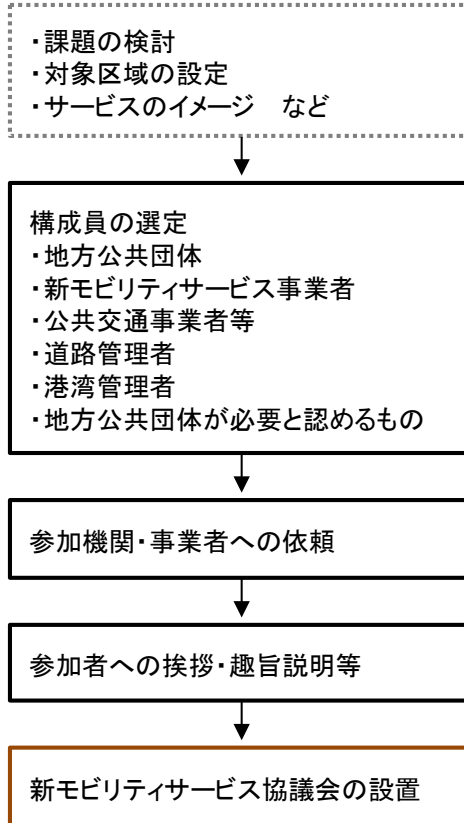 ・課題の検討
・対象区域の設定
・サービスのイメージ　など
構成員の選定
・地方公共団体
・新モビリティサービス事業者
・公共交通事業者等
・道路管理者
・港湾管理者
・地方公共団体が必要と認めるもの
参加機関・事業者への依頼
参加者への挨拶・趣旨説明等
新モビリティサービス協議会の設置